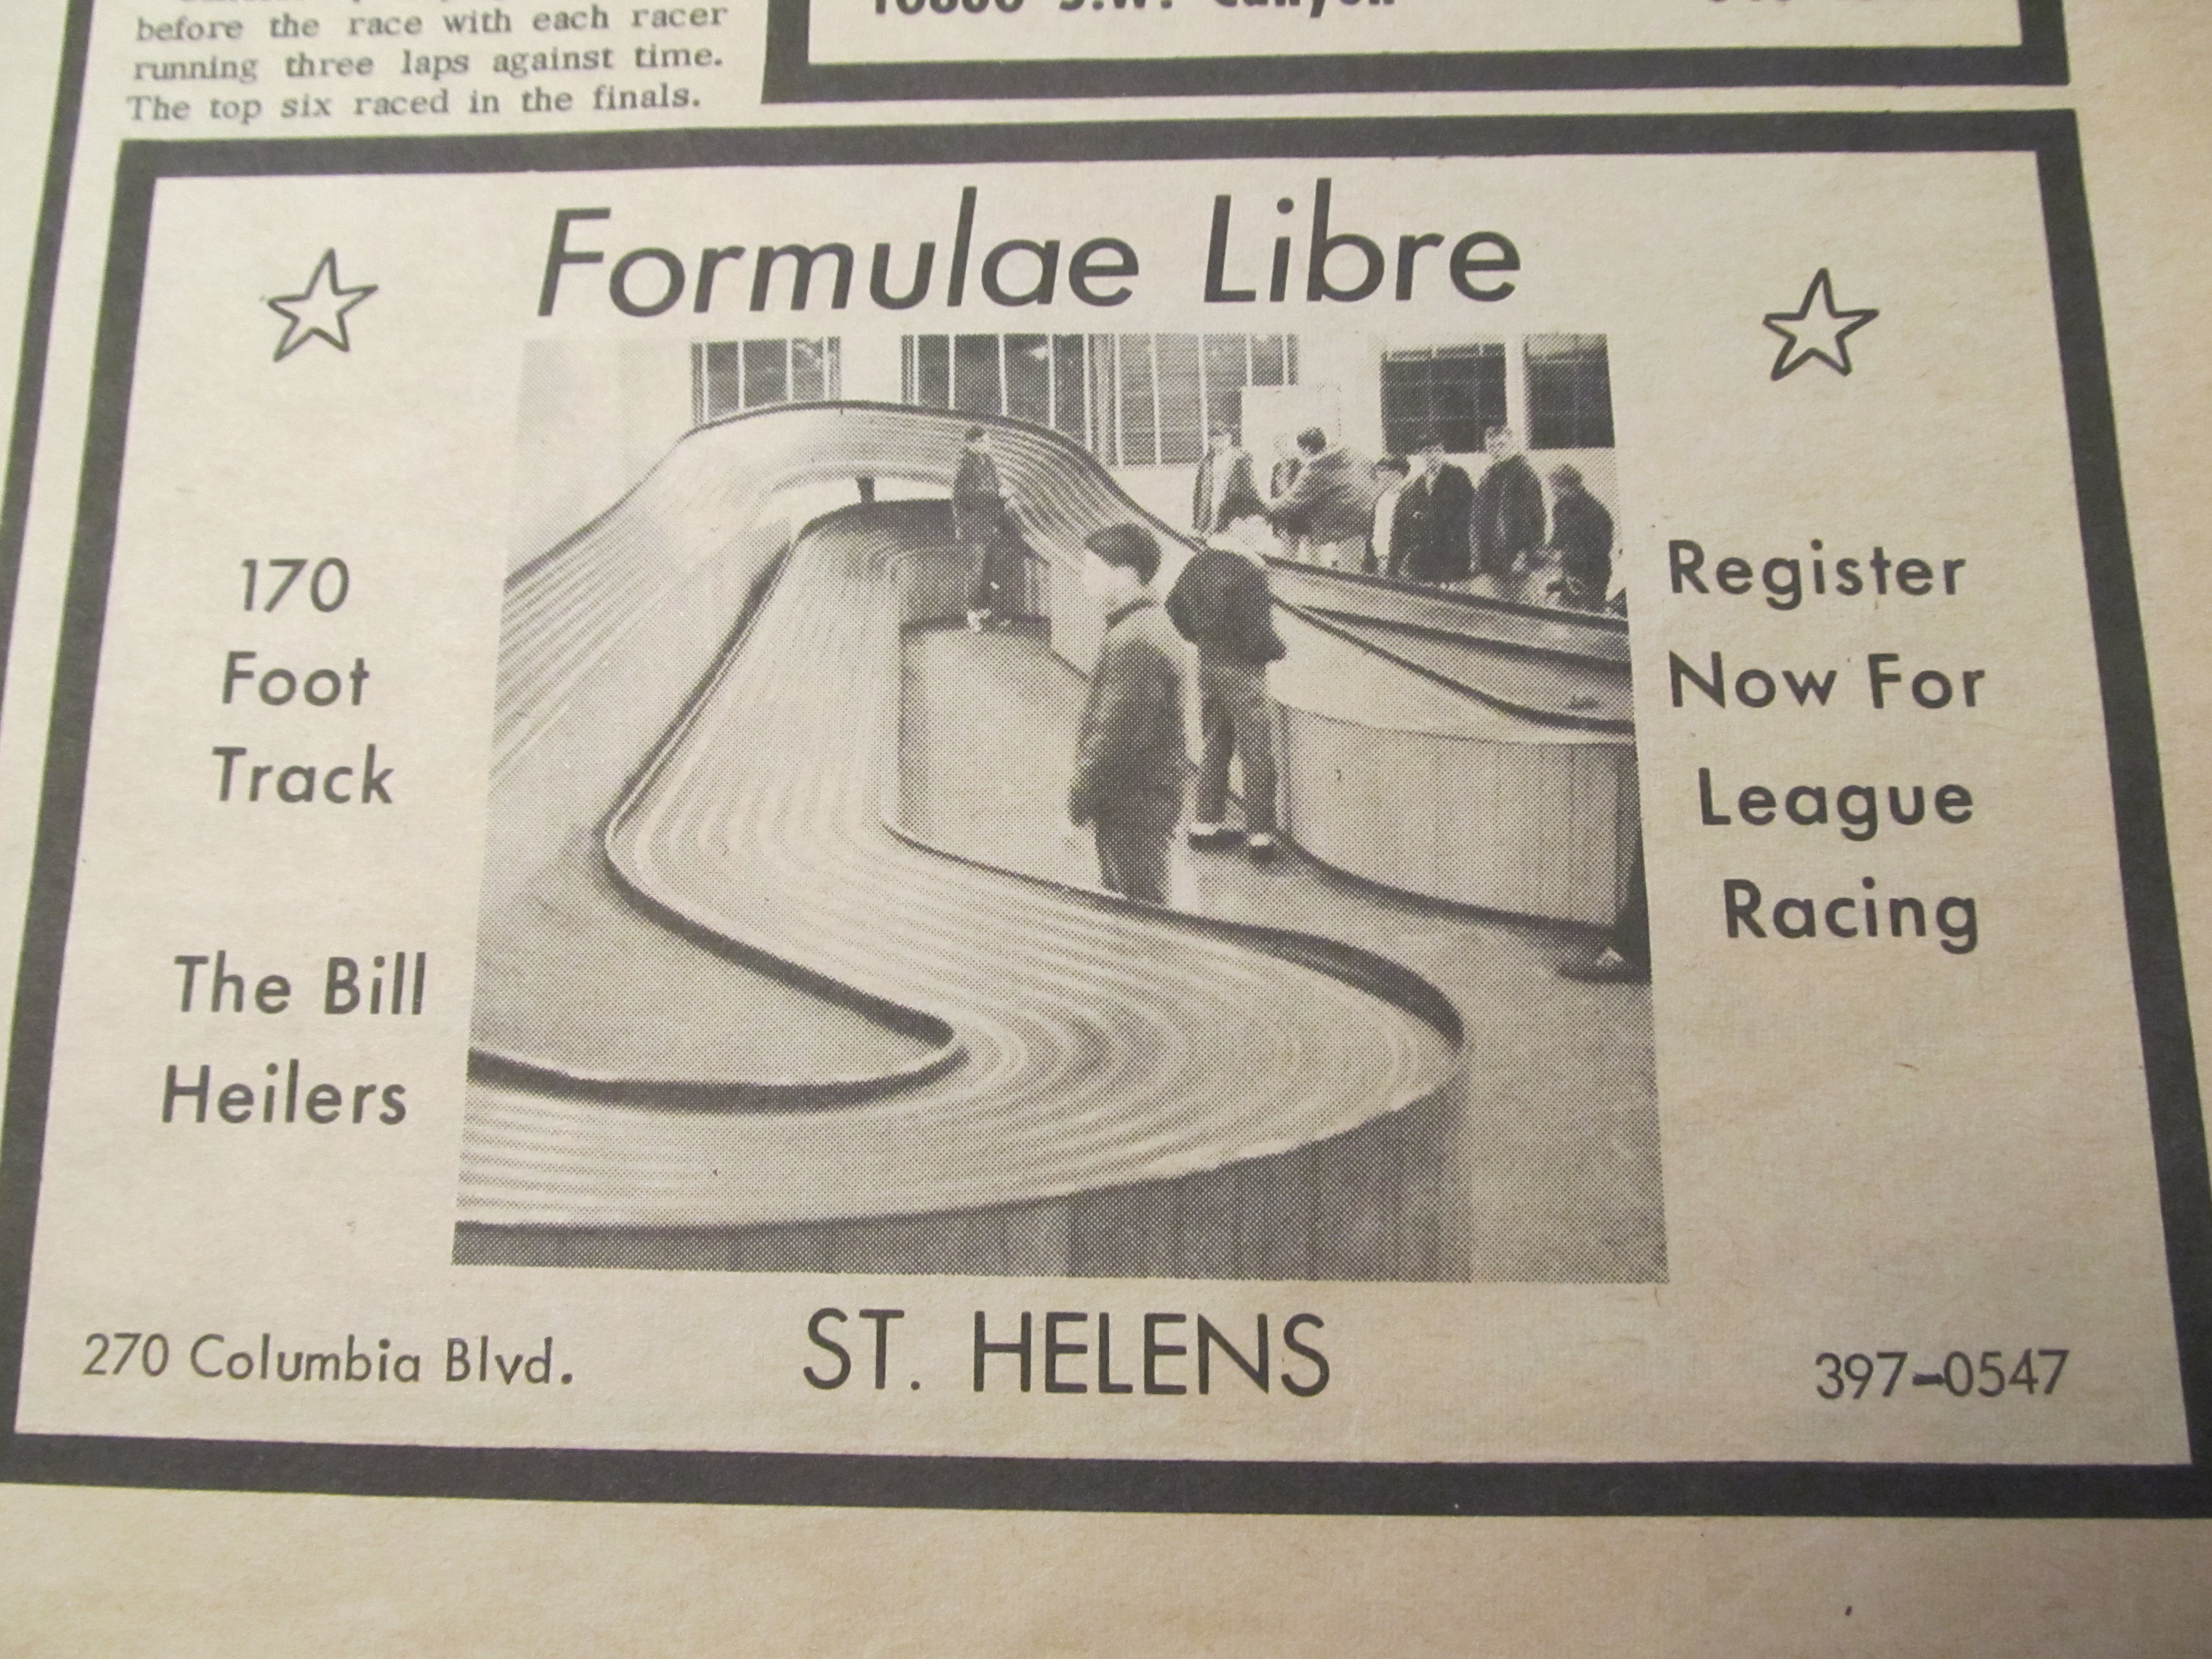 before the race with each racer
running three laps against time.
The top six raced in the finals.
Formulae Libre
170
Foot
Track
The Bill
Heilers
Register
Now For
League
Racing
270 Columbia Blvd.
ST. HELENS
397-0547